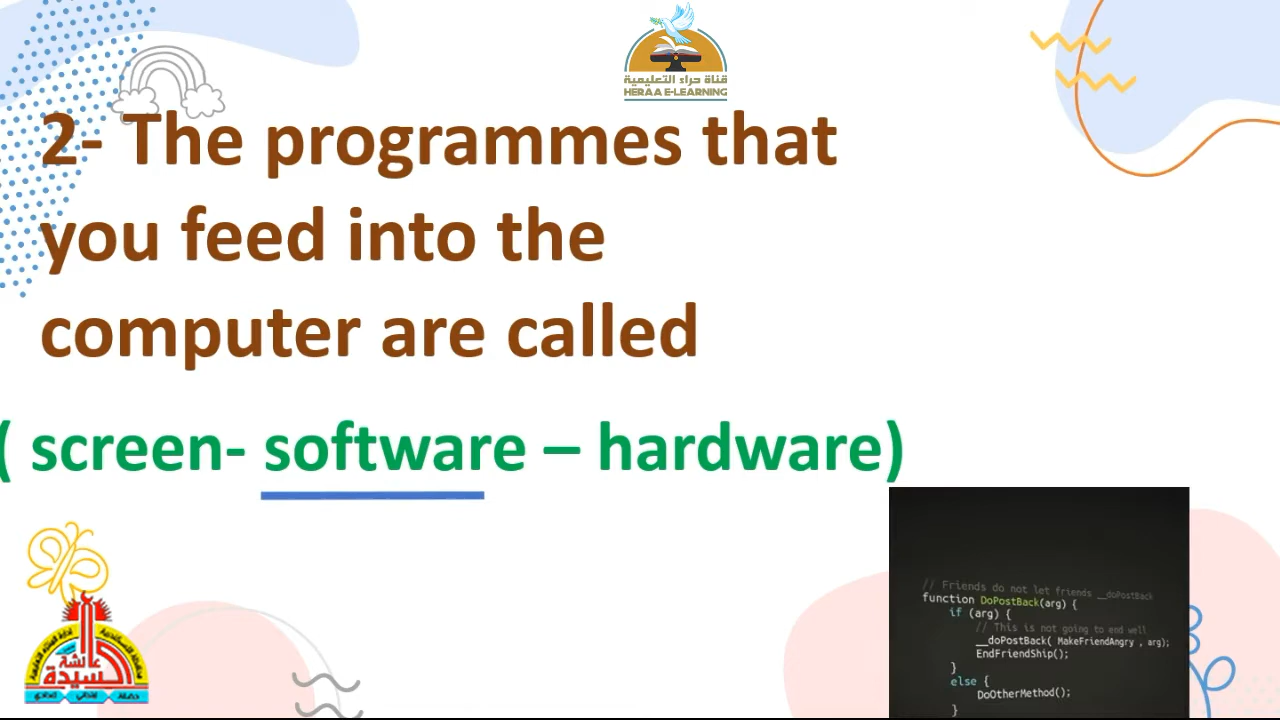 قناة حراء التعليمية
HERAA E-LEARNING
2- The programmes that
you feed into the
computer are called
( screen- software – hardware)
// Friends do not let friends __doPostBack
function DoPostBack(arg) {
if (arg) {
// This is not going to end well
__doPostBack( MakeFriendAngry , arg);
EndFriendShip();
}
else {
DoOtherMethod();
}
عائشة
السيدة